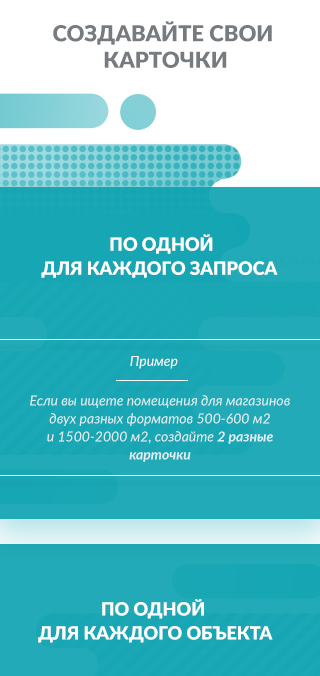 СОЗДАВАЙТЕ СВОИ
КАРТОЧКИ
ПО ОДНОЙ
ДЛЯ КАЖДОГО ЗАПРОСА
Пример
Если вы ищете помещения для магазинов
двух разных форматов 500-600 м2
и 1500-2000 м2, создайте 2 разные
карточки
ПО ОДНОЙ
ДЛЯ КАЖДОГО ОБЪЕКТА